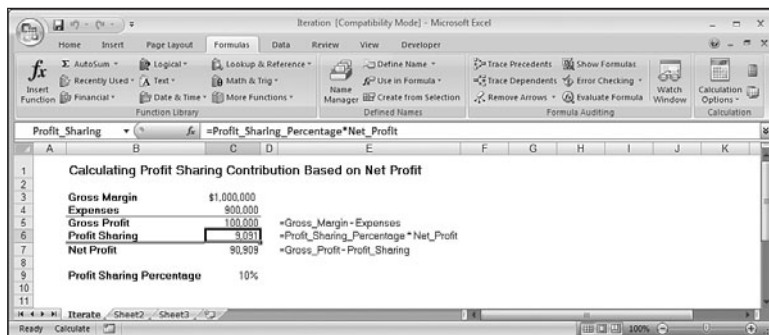 Iteration [Compatibility Mode] - Microsoft Excel
Home Insert Page Layout Formulas Data Review View Developer
fx Insert Function
Σ AutoSum
Recently Used
Financial
Logical
Text
Date & Time
Lookup & Reference
Math & Trig
More Functions
Function Library
Name Manager
Define Name
Use in Formula
Create from Selection
Defined Names
Trace Precedents
Trace Dependents
Remove Arrows
Show Formulas
Error Checking
Evaluate Formula
Formula Auditing
Watch Window
Calculation Options
Calculation
Profit_Sharing fx =Profit_Sharing_Percentage*Net_Profit
A B C D E F G H I J K
1 Calculating Profit Sharing Contribution Based on Net Profit
2
3 Gross Margin $1,000,000
4 Expenses 900,000
5 Gross Profit 100,000 =Gross_Margin-Expenses
6 Profit Sharing 9,091 =Profit_Sharing_Percentage*Net_Profit
7 Net Profit 90,909 =Gross_Profit-Profit_Sharing
8
9 Profit Sharing Percentage 10%
10
11
Iterate Sheet2 Sheet3
Ready Calculate 100%